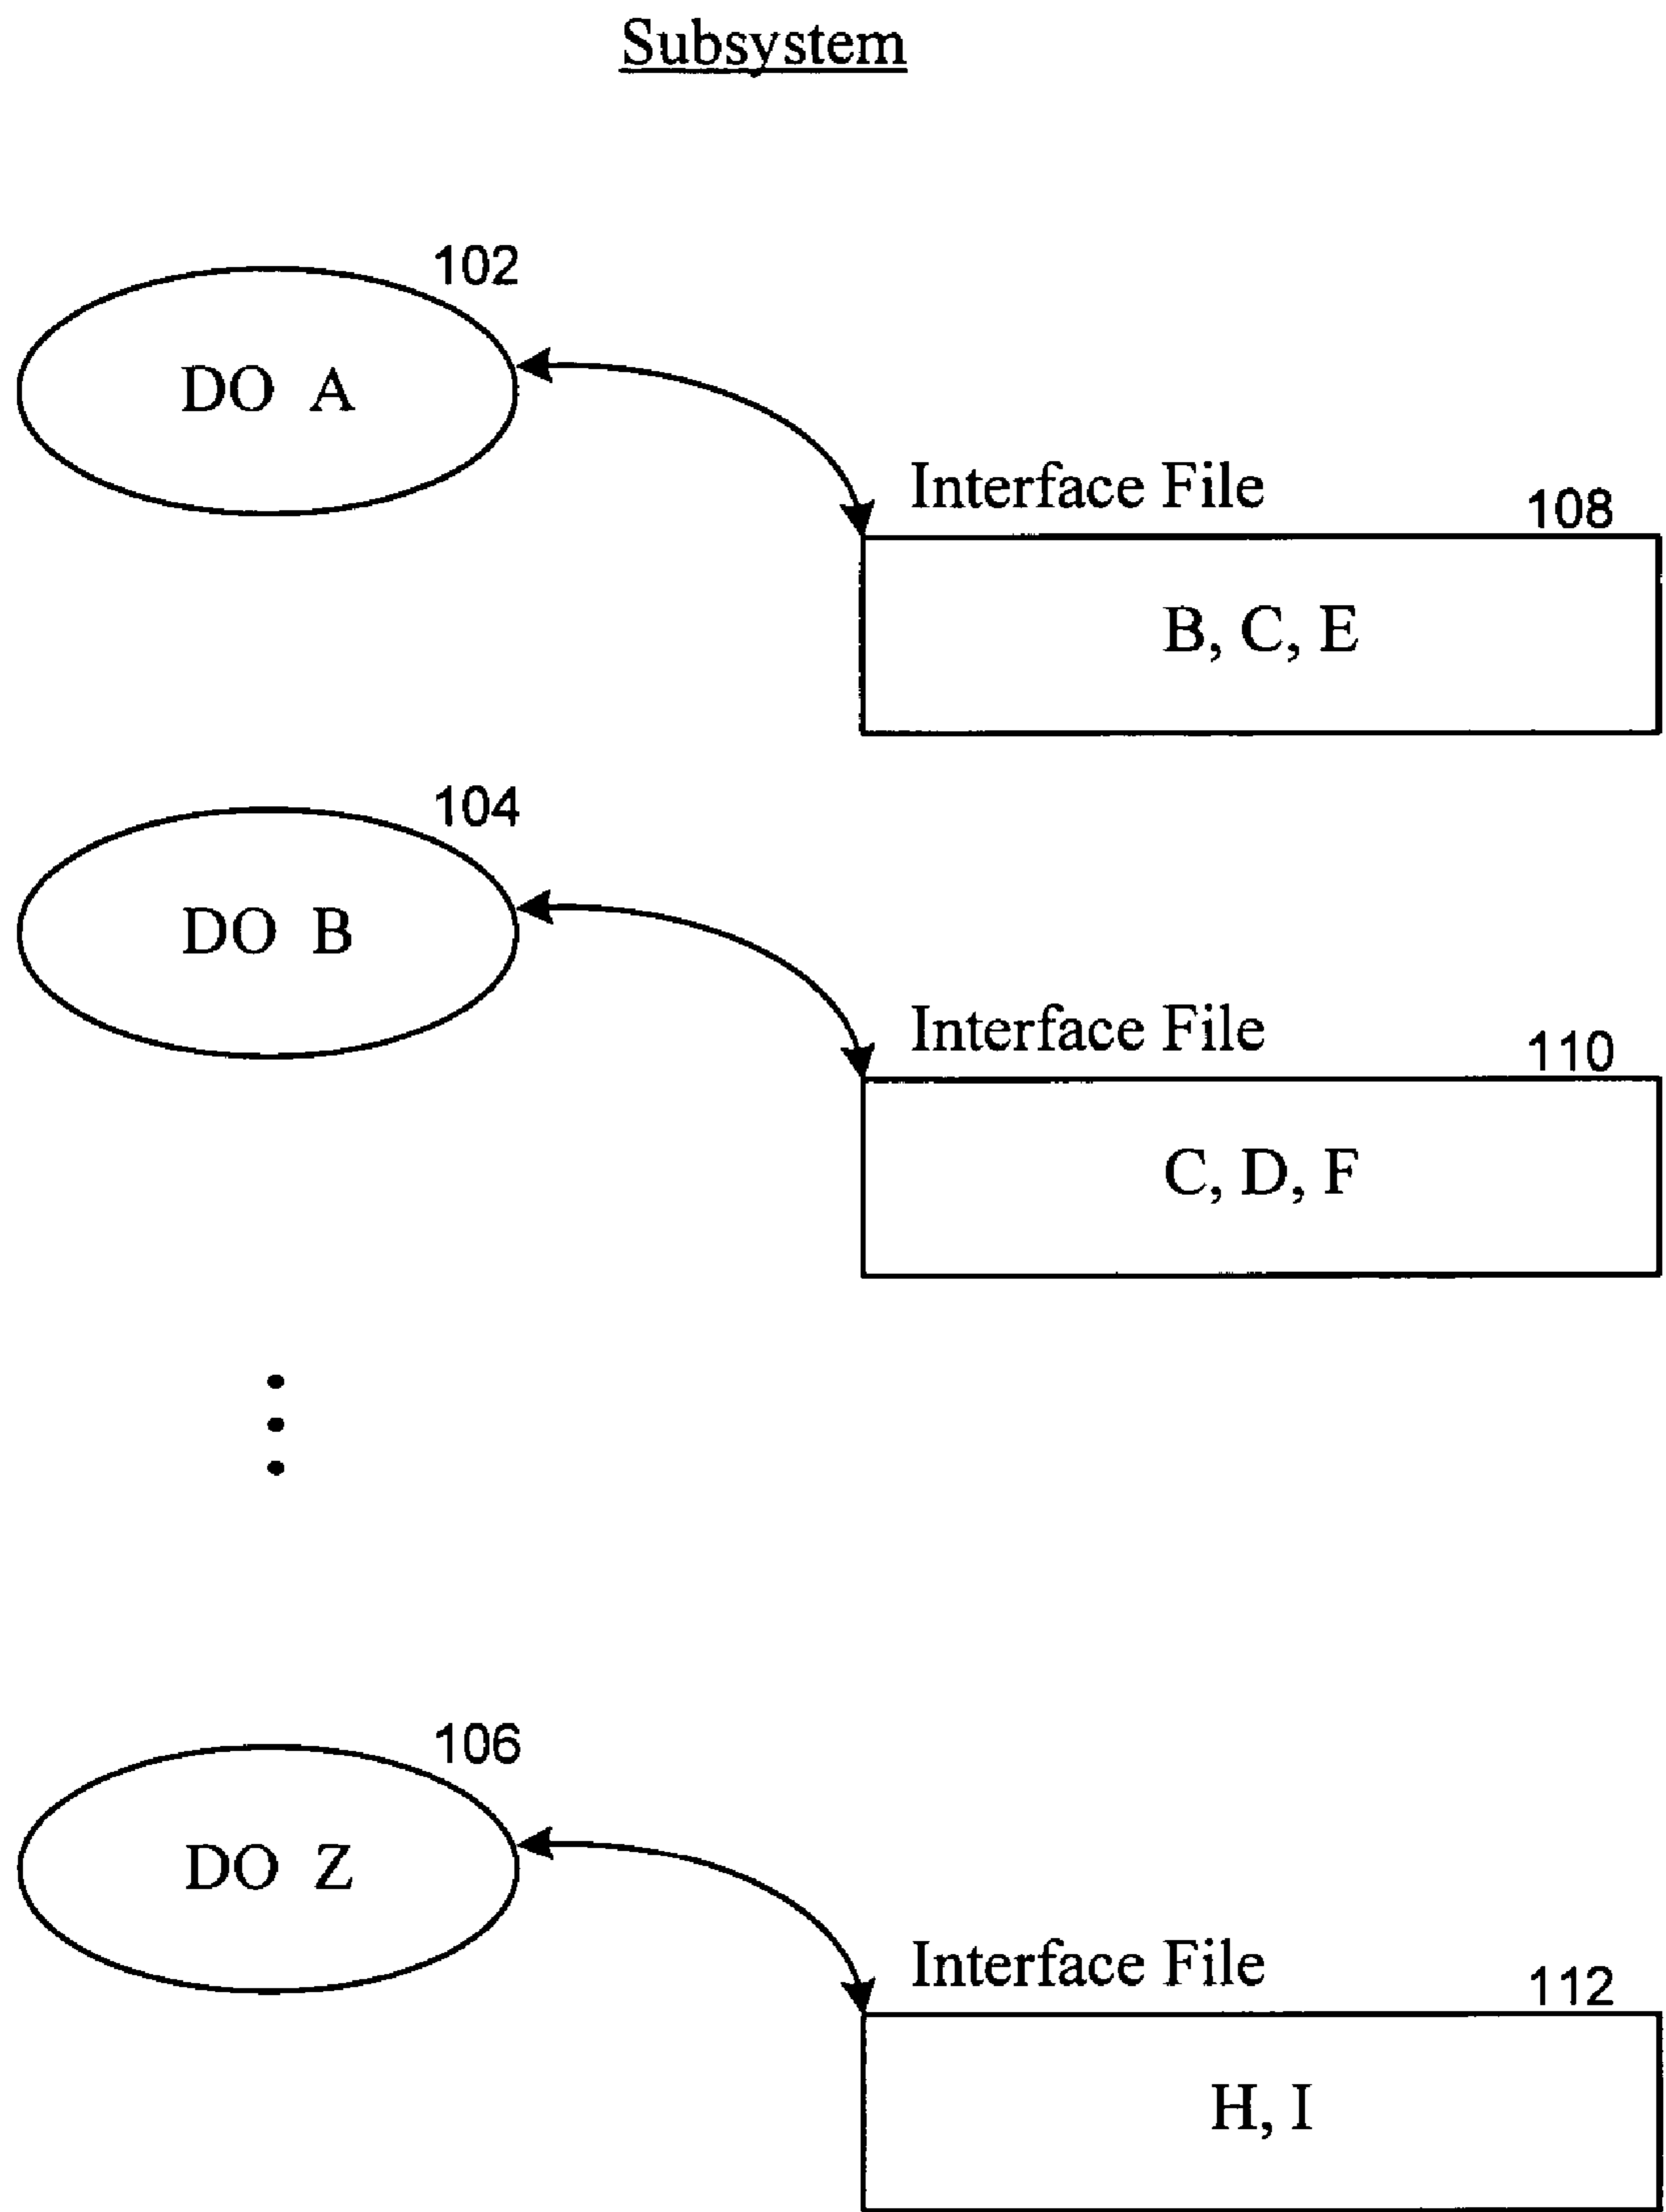 Subsystem
102
DO A
Interface File
108
B, C, E
104
DO B
Interface File
110
C, D, F
106
DO Z
Interface File
112
H, I